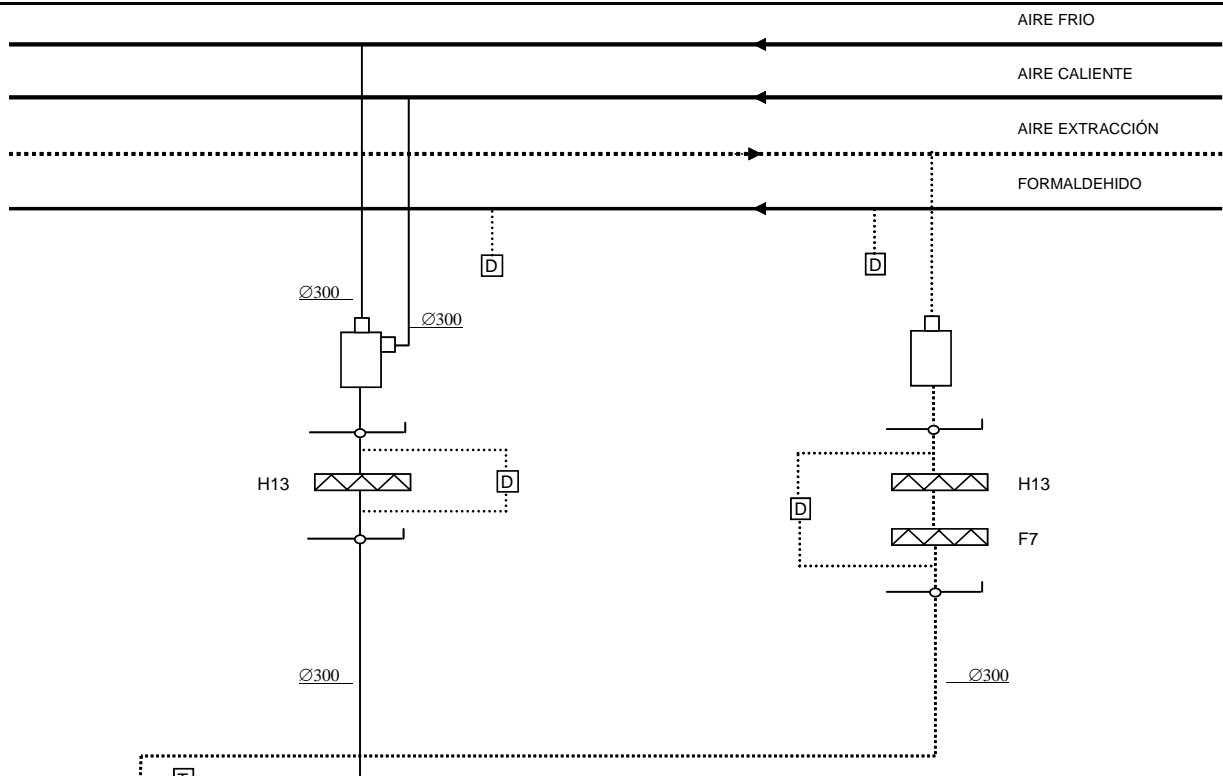 AIRE FRIO
AIRE CALIENTE
AIRE EXTRACCIÓN
FORMALDEHIDO
D
D
∅300
∅300
H13
D
D
H13
F7
∅300
∅300